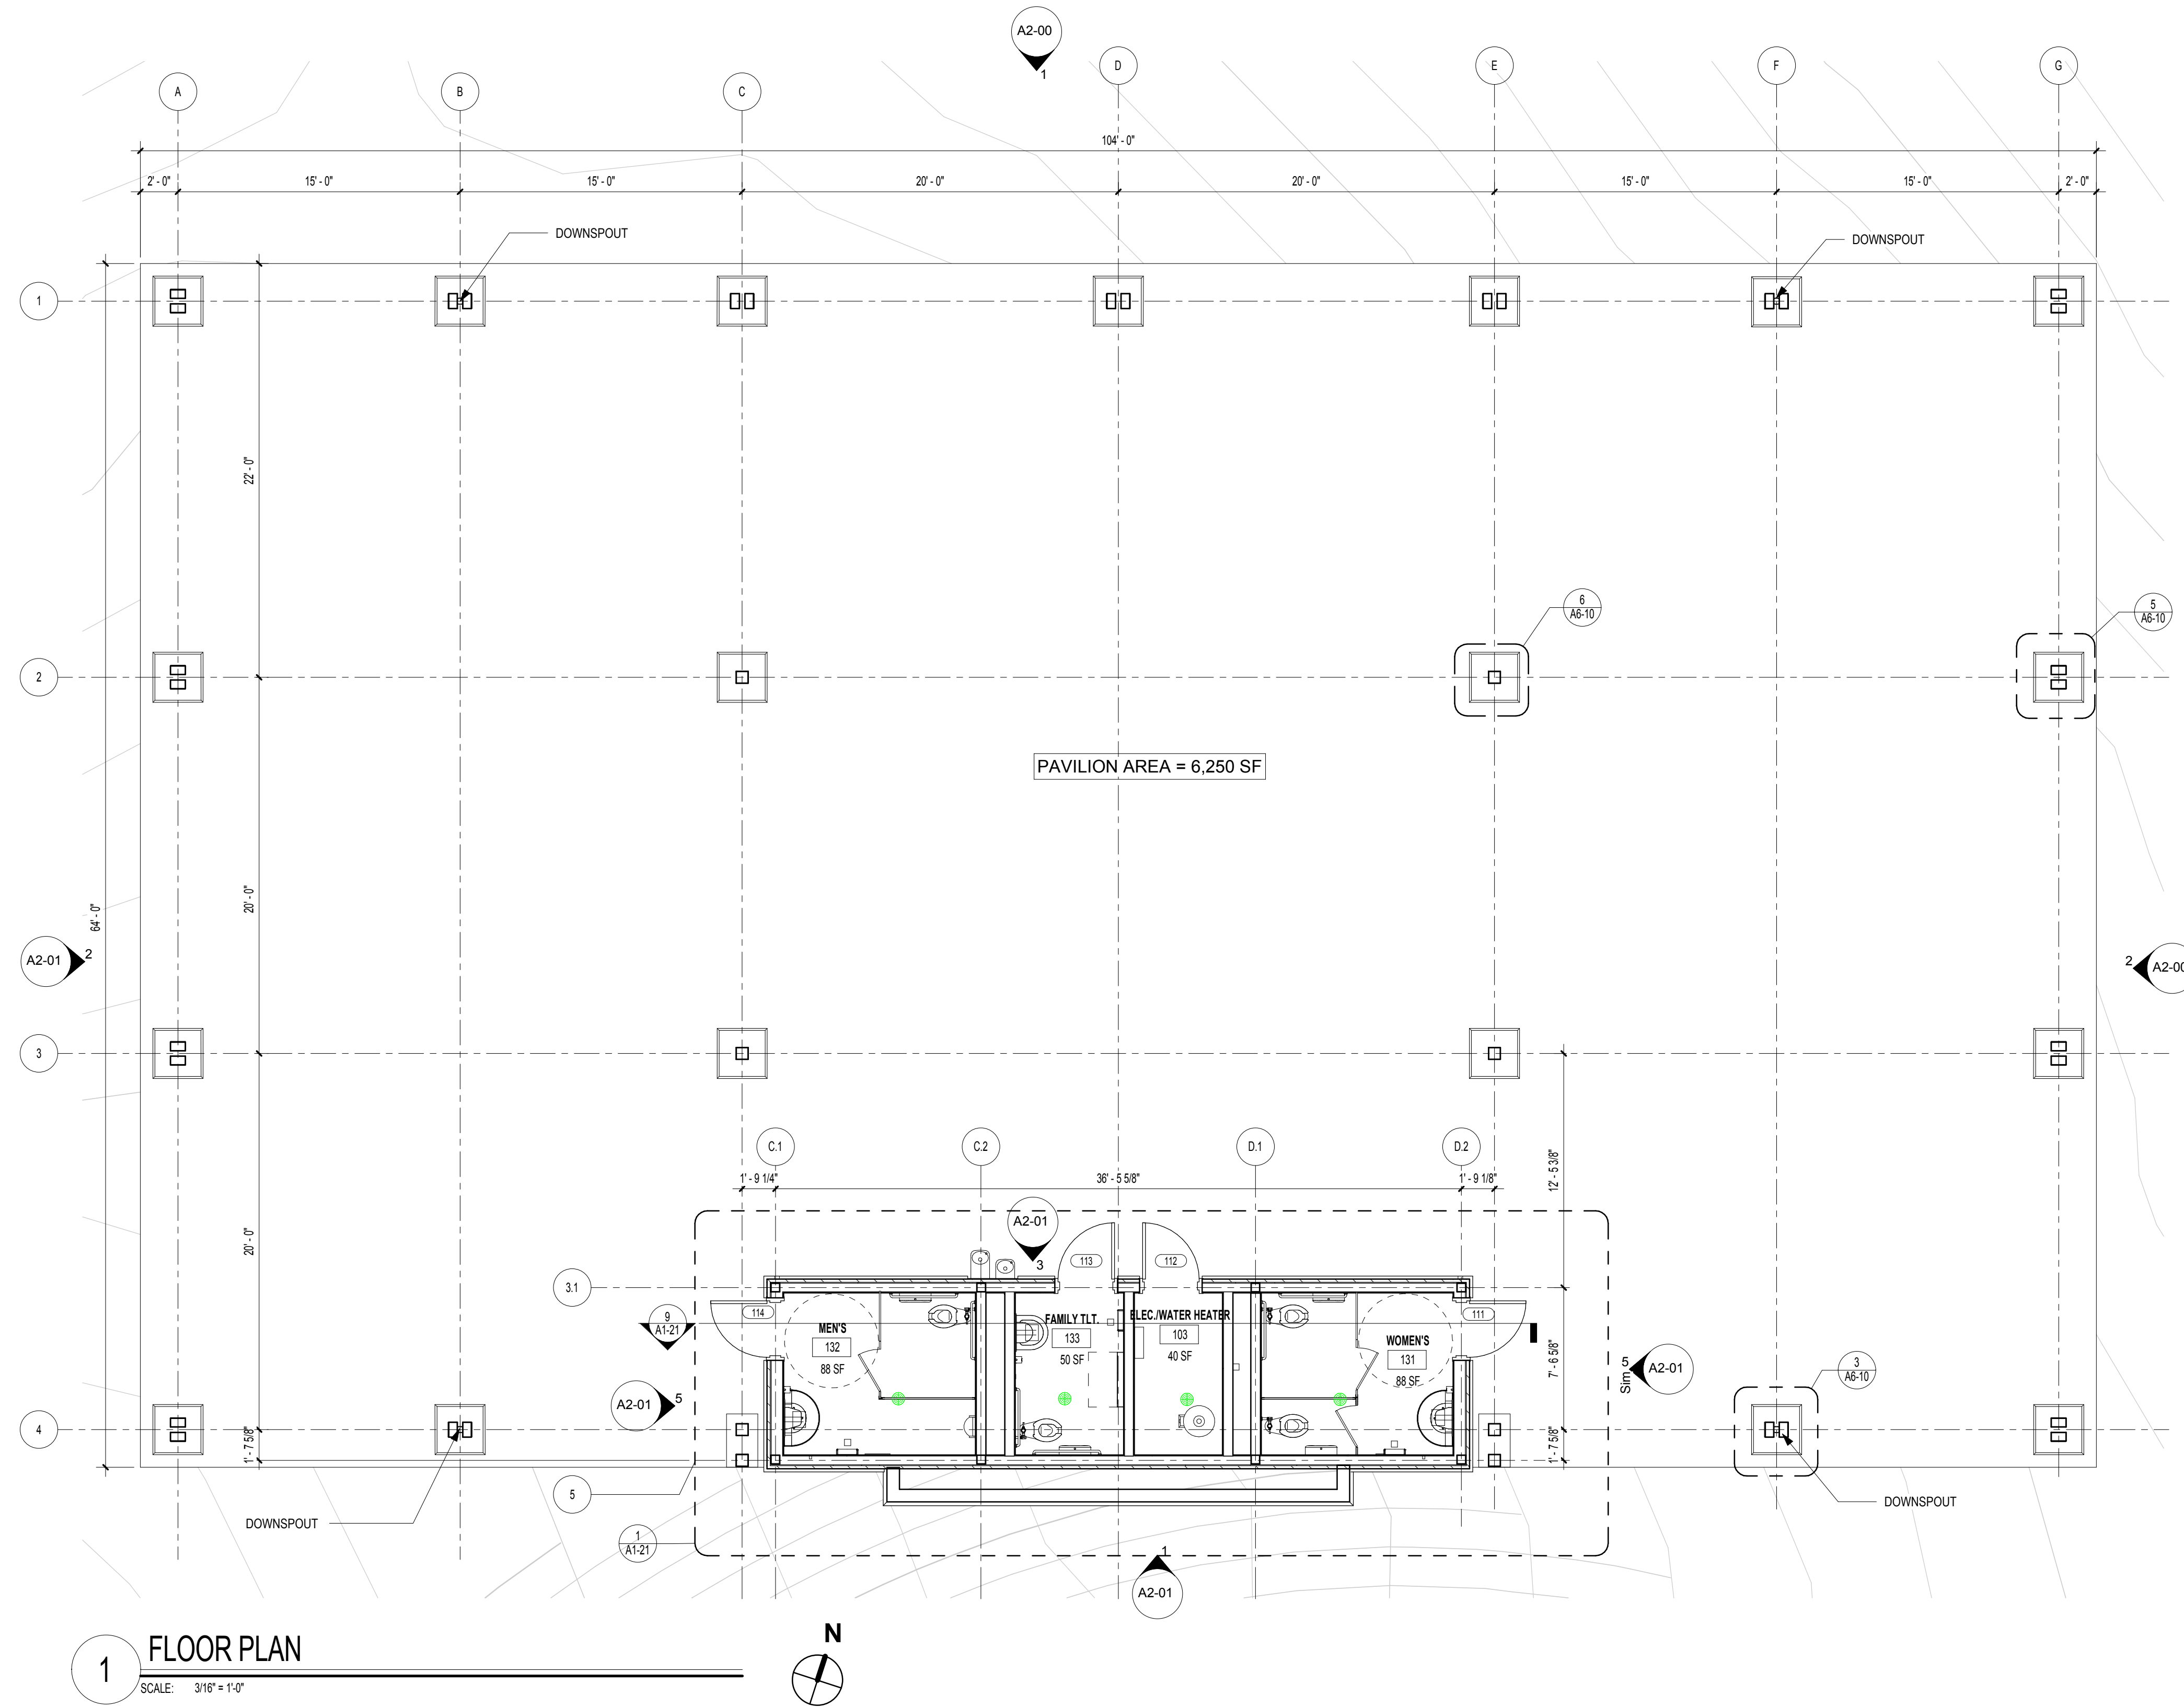 A2-00
1
A
B
C
D
E
F
G
104' - 0"
2' - 0"
15' - 0"
15' - 0"
20' - 0"
20' - 0"
15' - 0"
15' - 0"
2' - 0"
DOWNSPOUT
DOWNSPOUT
1
22' - 0"
6
A6-10
5
A6-10
2
PAVILION AREA = 6,250 SF
20' - 0"
64' - 0"
A2-01
2
2
A2-00
3
C.1
C.2
D.1
D.2
1' - 9 1/4"
36' - 5 5/8"
1' - 9 1/8"
12' - 5 3/8"
20' - 0"
A2-01
3
113
112
3.1
114
111
9
A1-21
MEN'S
132
88 SF
FAMILY TLT.
133
50 SF
ELEC./WATER HEATER
103
40 SF
WOMEN'S
131
88 SF
7' - 6 5/8"
5
Sim
A2-01
3
A6-10
A2-01
5
4
1' - 7 5/8"
1' - 7 5/8"
5
DOWNSPOUT
DOWNSPOUT
1
A1-21
1
A2-01
1
FLOOR PLAN
SCALE: 3/16" = 1'-0"
N